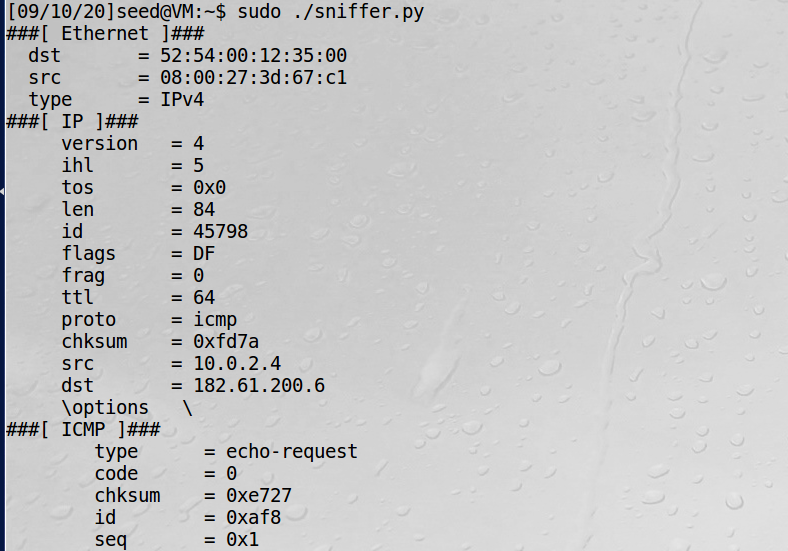 [09/10/20]seed@VM:~$ sudo ./sniffer.py
###[ Ethernet ]###
  dst       = 52:54:00:12:35:00
  src       = 08:00:27:3d:67:c1
  type      = IPv4
###[ IP ]###
     version   = 4
     ihl       = 5
     tos       = 0x0
     len       = 84
     id        = 45798
     flags     = DF
     frag      = 0
     ttl       = 64
     proto     = icmp
     chksum    = 0xfd7a
     src       = 10.0.2.4
     dst       = 182.61.200.6
     \options   \
###[ ICMP ]###
        type      = echo-request
        code      = 0
        chksum    = 0xe727
        id        = 0xaf8
        seq       = 0x1